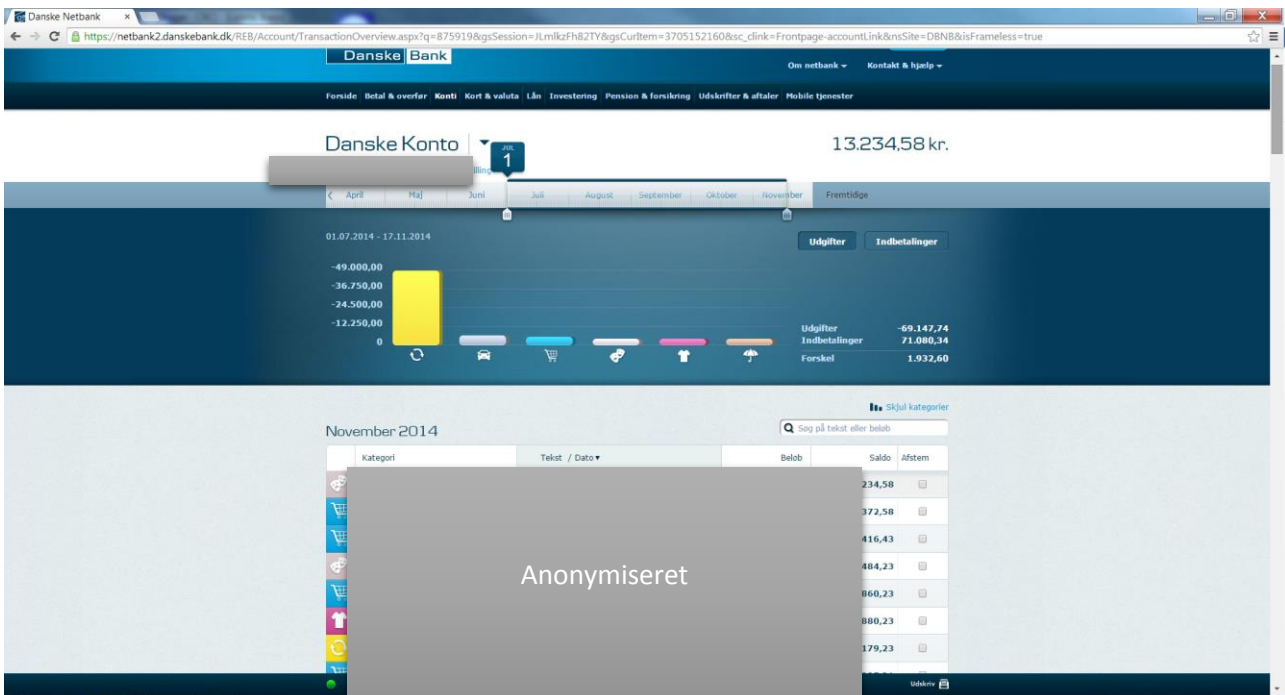 Danske Netbank
https://netbank2.danskebank.dk/REB/Account/TransactionOverview.aspx?q=875919&gsSession=JLmlkzFh82TY&gsCurItem=3705152160&sc_clink=Frontpage-accountLink&nsSite=DBNB&isFrameless=true
Danske Bank
Om netbank Kontakt & hjælp
Forside Betal & overfør Konti Kort & valuta Lån Investering Pension & forsikring Udskrifter & aftaler Mobile tjenester
Danske Konto
JUL
1
13.234,58 kr.
April Maj Juni Juli August September Oktober November Fremtidige
01.07.2014 - 17.11.2014
Udgifter Indbetalinger
-49.000,00
-36.750,00
-24.500,00
-12.250,00
0
Udgifter -69.147,74
Indbetalinger 71.080,34
Forskel 1.932,60
Skjul kategorier
November 2014
Søg på tekst eller beløb
Kategori Tekst / Dato Beløb Saldo Afstem
234,58
372,58
416,43
484,23
Anonymiseret
860,23
880,23
179,23
Udskriv